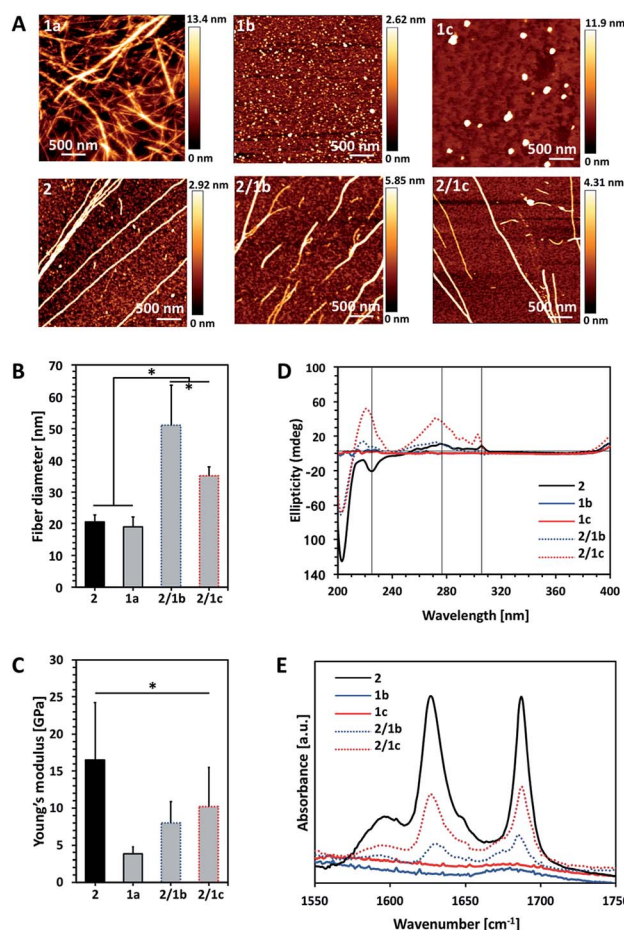 A
1a
13.4 nm
500 nm
0 nm
1b
2.62 nm
500 nm
0 nm
1c
11.9 nm
500 nm
0 nm
2
2.92 nm
500 nm
0 nm
2/1b
5.85 nm
500 nm
0 nm
2/1c
4.31 nm
500 nm
0 nm
B
70
60
50
40
30
20
10
0
Fiber diameter [nm]
*
*
2 1a 2/1b 2/1c
C
30
25
20
15
10
5
0
Young's modulus [GPa]
*
2 1a 2/1b 2/1c
D
100
60
20
-20
-60
100
140
Ellipticity (mdeg)
2
1b
1c
2/1b
2/1c
200 240 280 320 360 400
Wavelength [nm]
E
Absorbance [a.u.]
2
1b
1c
2/1b
2/1c
1550 1600 1650 1700 1750
Wavenumber [cm⁻¹]